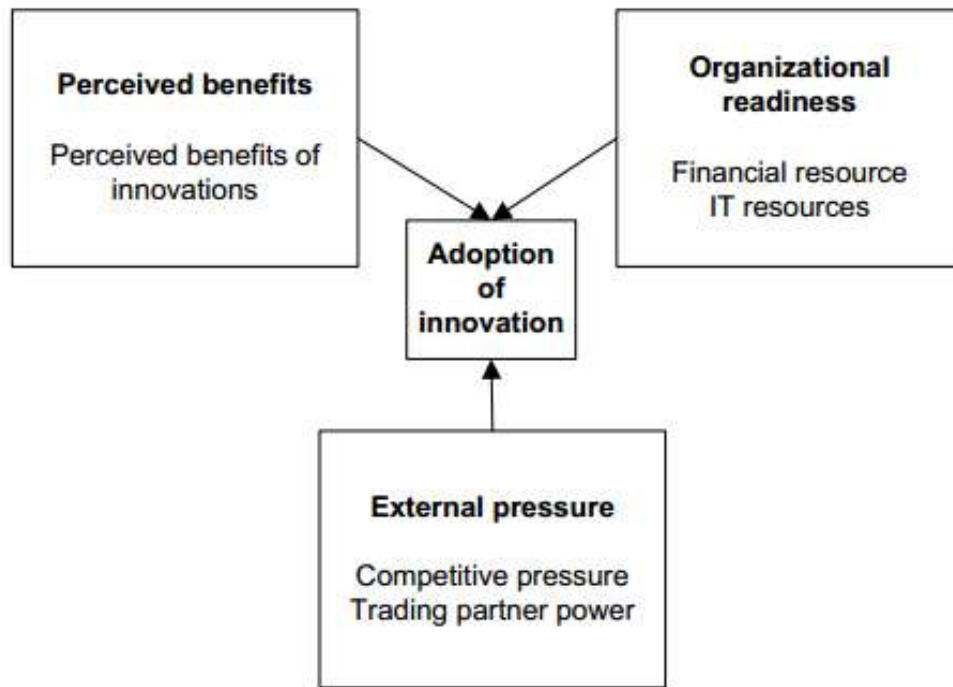 Perceived benefits
Perceived benefits of
innovations
Organizational
readiness
Financial resource
IT resources
Adoption
of
innovation
External pressure
Competitive pressure
Trading partner power